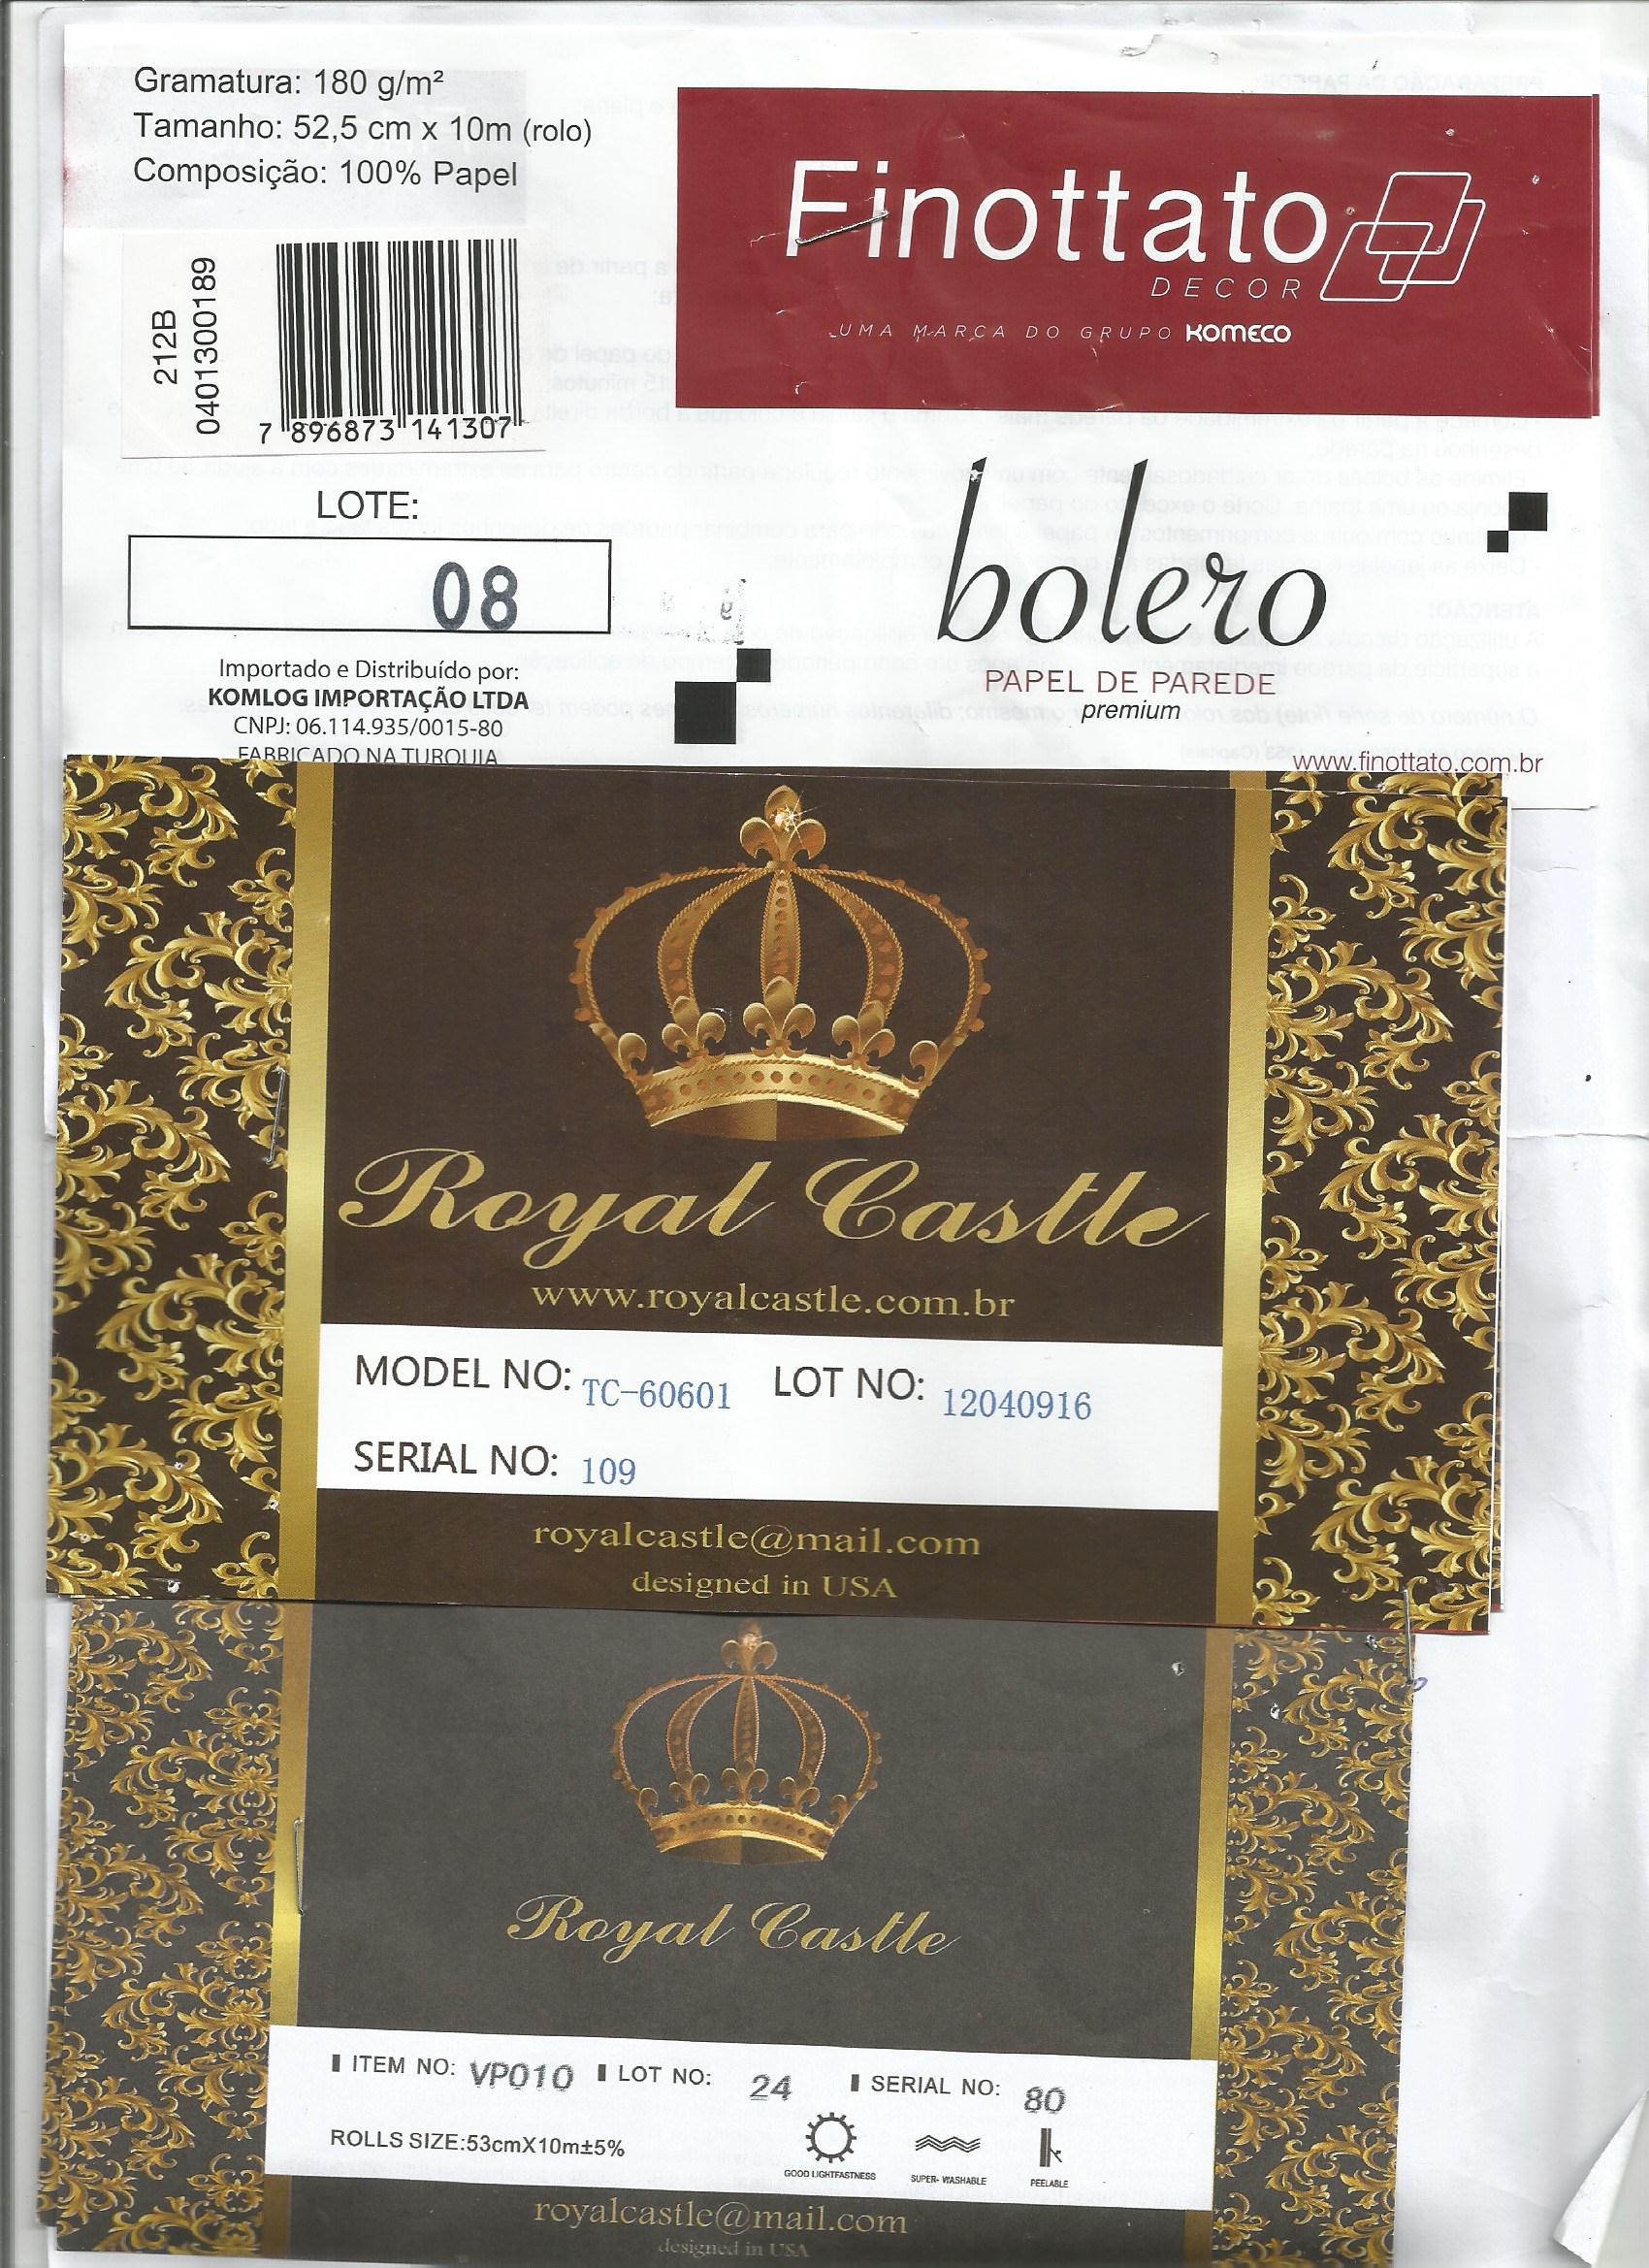 Gramatura: 180 g/m²
Tamanho: 52,5 cm x 10m (rolo)
Composição: 100% Papel
212B
0401300189
7 896873 141307
LOTE:
08
Importado e Distribuído por:
KOMLOG IMPORTAÇÃO LTDA
CNPJ: 06.114.935/0015-80
FABRICADO NA TURQUIA
Finottato
DECOR
UMA MARCA DO GRUPO KOMECO
bolero
PAPEL DE PAREDE
premium
www.finottato.com.br
Royal Castle
www.royalcastle.com.br
MODEL NO: TC-60601 LOT NO: 12040916
SERIAL NO: 109
royalcastle@mail.com
designed in USA
Royal Castle
ITEM NO: VP010 LOT NO: 24 SERIAL NO: 80
ROLLS SIZE:53cmX10m±5%
GOOD LIGHTFASTNESS SUPER- WASHABLE PEELABLE
royalcastle@mail.com
designed in USA